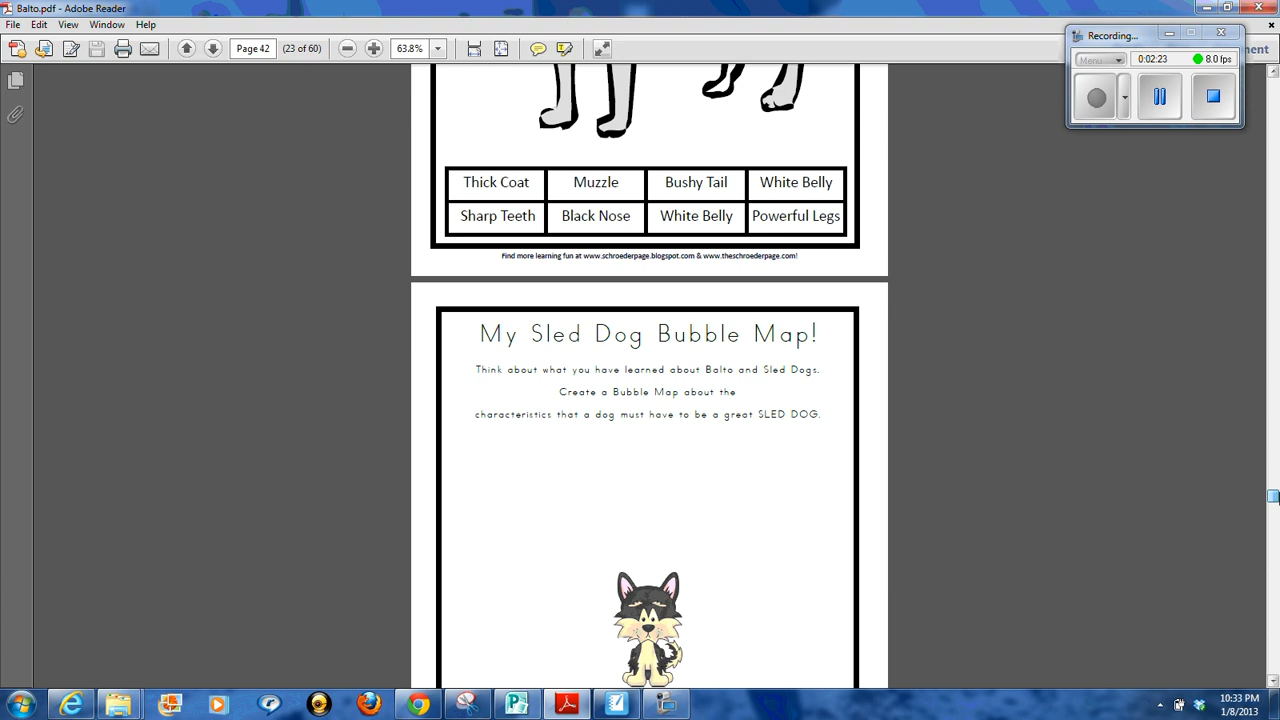 Balto.pdf - Adobe Reader
File Edit View Window Help
Page 42 (23 of 60) 63.8%
Recording...
Menu 0:02:23 8.0 fps
Thick Coat Muzzle Bushy Tail White Belly
Sharp Teeth Black Nose White Belly Powerful Legs
Find more learning fun at www.schroederpage.blogspot.com & www.theschroederpage.com!
My Sled Dog Bubble Map!
Think about what you have learned about Balto and Sled Dogs.
Create a Bubble Map about the
characteristics that a dog must have to be a great SLED DOG.
10:33 PM
1/8/2013